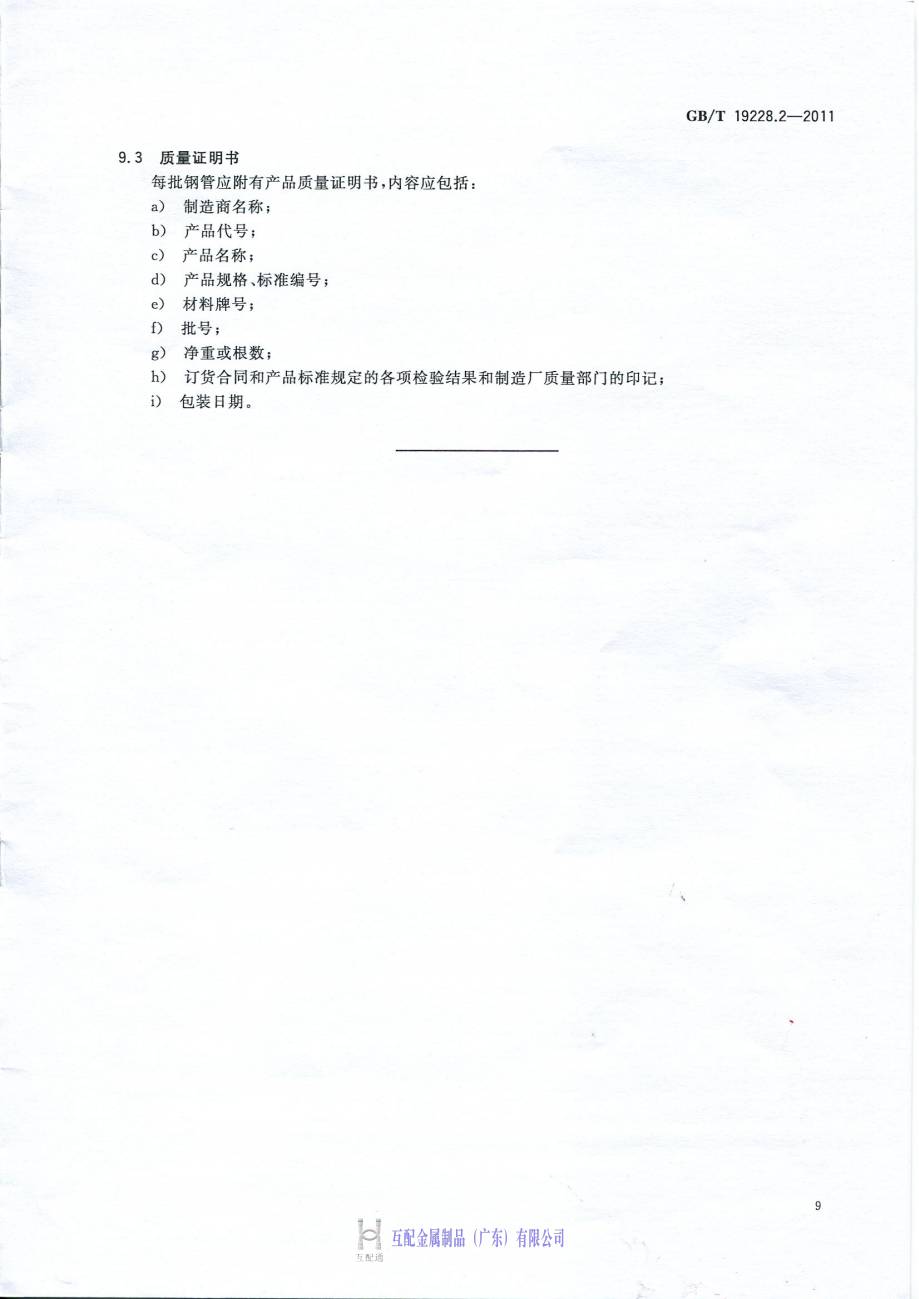 GB/T 19228.2—2011
9.3 质量证明书
每批钢管应附有产品质量证明书,内容应包括:
a) 制造商名称;
b) 产品代号;
c) 产品名称;
d) 产品规格、标准编号;
e) 材料牌号;
f) 批号;
g) 净重或根数;
h) 订货合同和产品标准规定的各项检验结果和制造厂质量部门的印记;
i) 包装日期。
9
互配金属制品(广东)有限公司
互配通